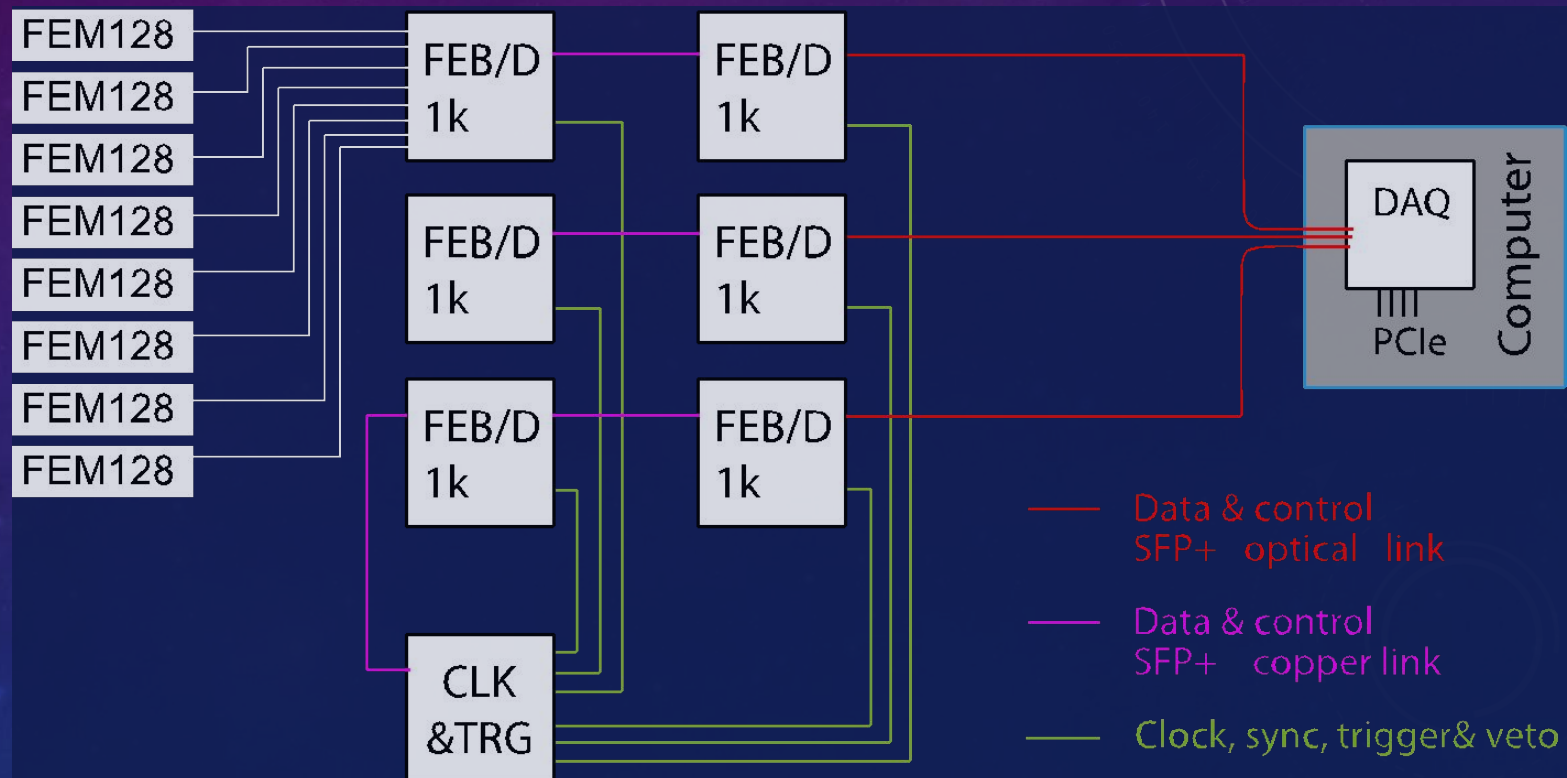 FEM128
FEM128
FEM128
FEM128
FEM128
FEM128
FEM128
FEM128
FEB/D
1k
FEB/D
1k
FEB/D
1k
FEB/D
1k
FEB/D
1k
FEB/D
1k
CLK
&TRG
DAQ
PCIe
Computer
Data & control
SFP+ optical link
Data & control
SFP+ copper link
Clock, sync, trigger& veto